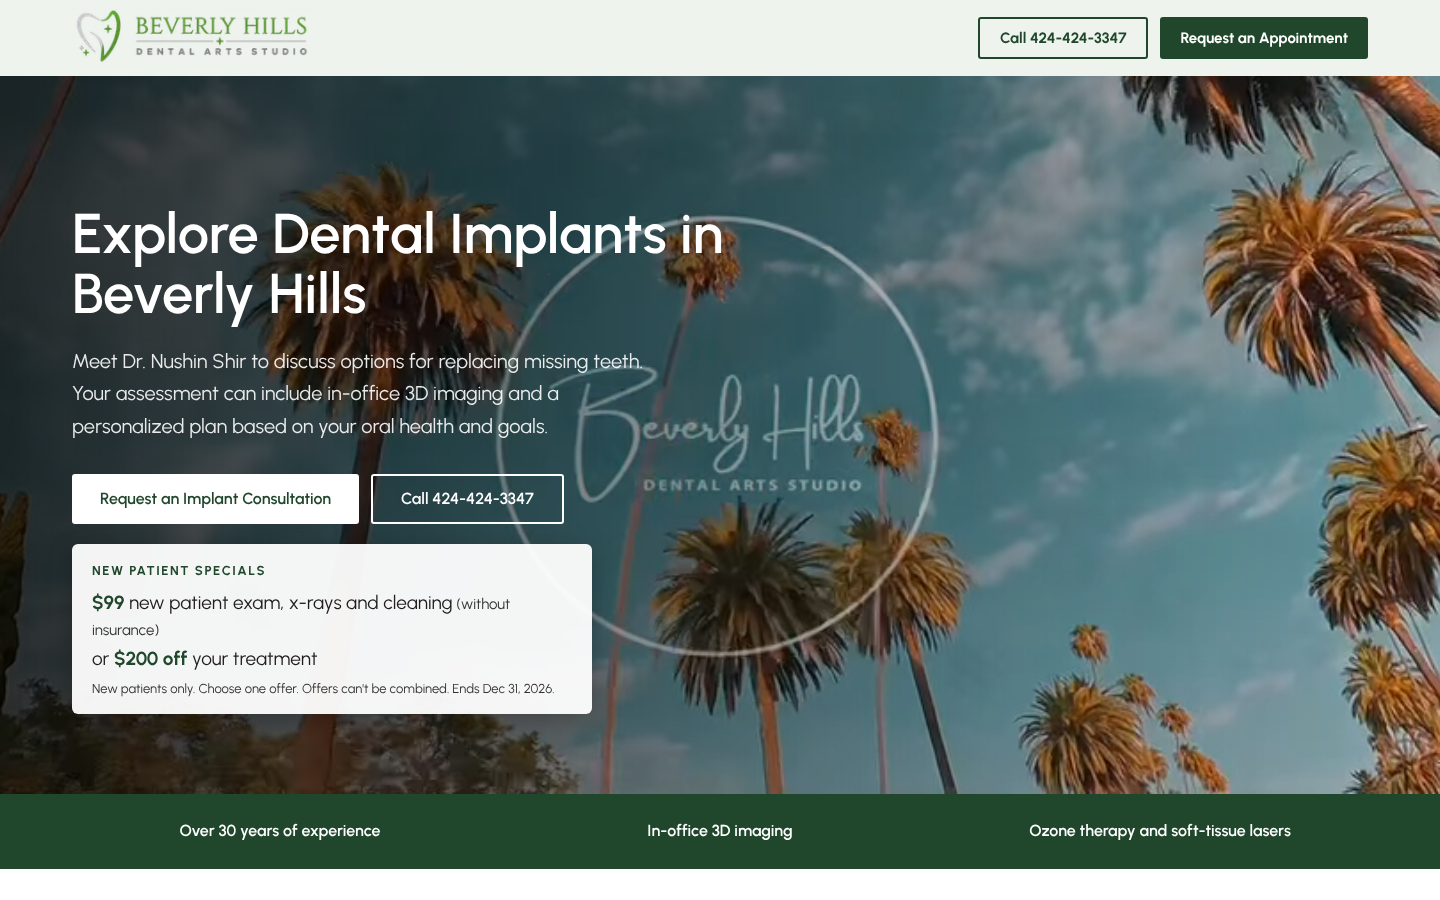 BEVERLY HILLS
DENTAL ARTS STUDIO
Call 424-424-3347
Request an Appointment
Explore Dental Implants in
Beverly Hills
Meet Dr. Nushin Shir to discuss options for replacing missing teeth.
Your assessment can include in-office 3D imaging and a
personalized plan based on your oral health and goals.
Beverly Hills
DENTAL ARTS STUDIO
Request an Implant Consultation
Call 424-424-3347
NEW PATIENT SPECIALS
$99 new patient exam, x-rays and cleaning (without
insurance)
or $200 off your treatment
New patients only. Choose one offer. Offers can't be combined. Ends Dec 31, 2026.
Over 30 years of experience
In-office 3D imaging
Ozone therapy and soft-tissue lasers